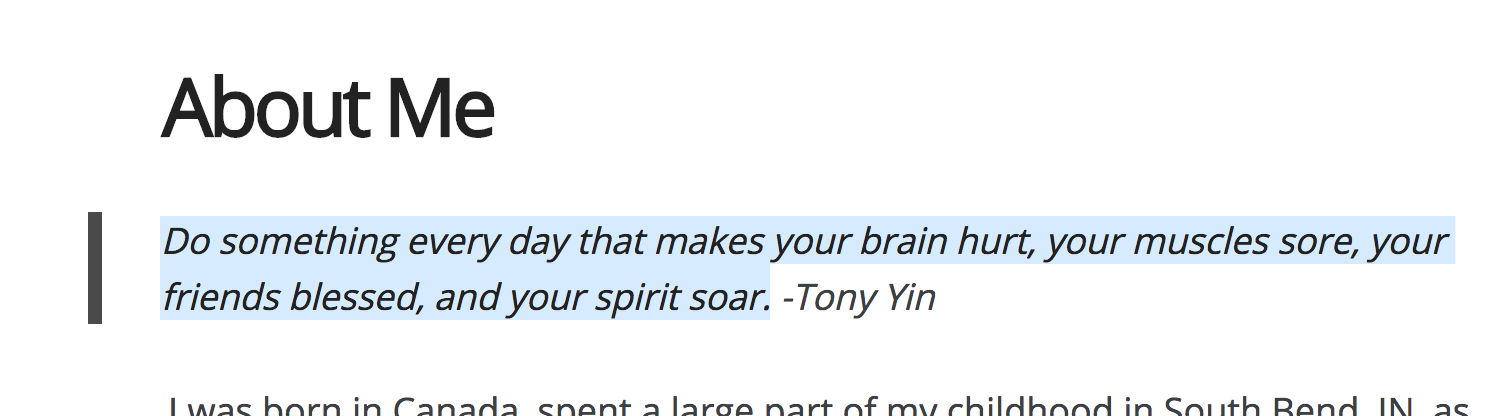 About Me
Do something every day that makes your brain hurt, your muscles sore, your
friends blessed, and your spirit soar. -Tony Yin
I was born in Canada, spent a large part of my childhood in South Bend, IN, as